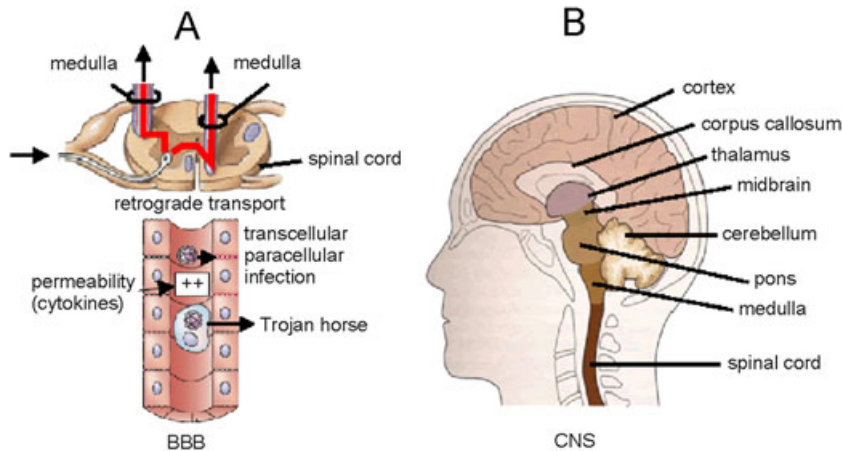 A
medulla
medulla
spinal cord
retrograde transport
transcellular
paracellular
infection
permeability
(cytokines)
++
Trojan horse
BBB
B
cortex
corpus callosum
thalamus
midbrain
cerebellum
pons
medulla
spinal cord
CNS